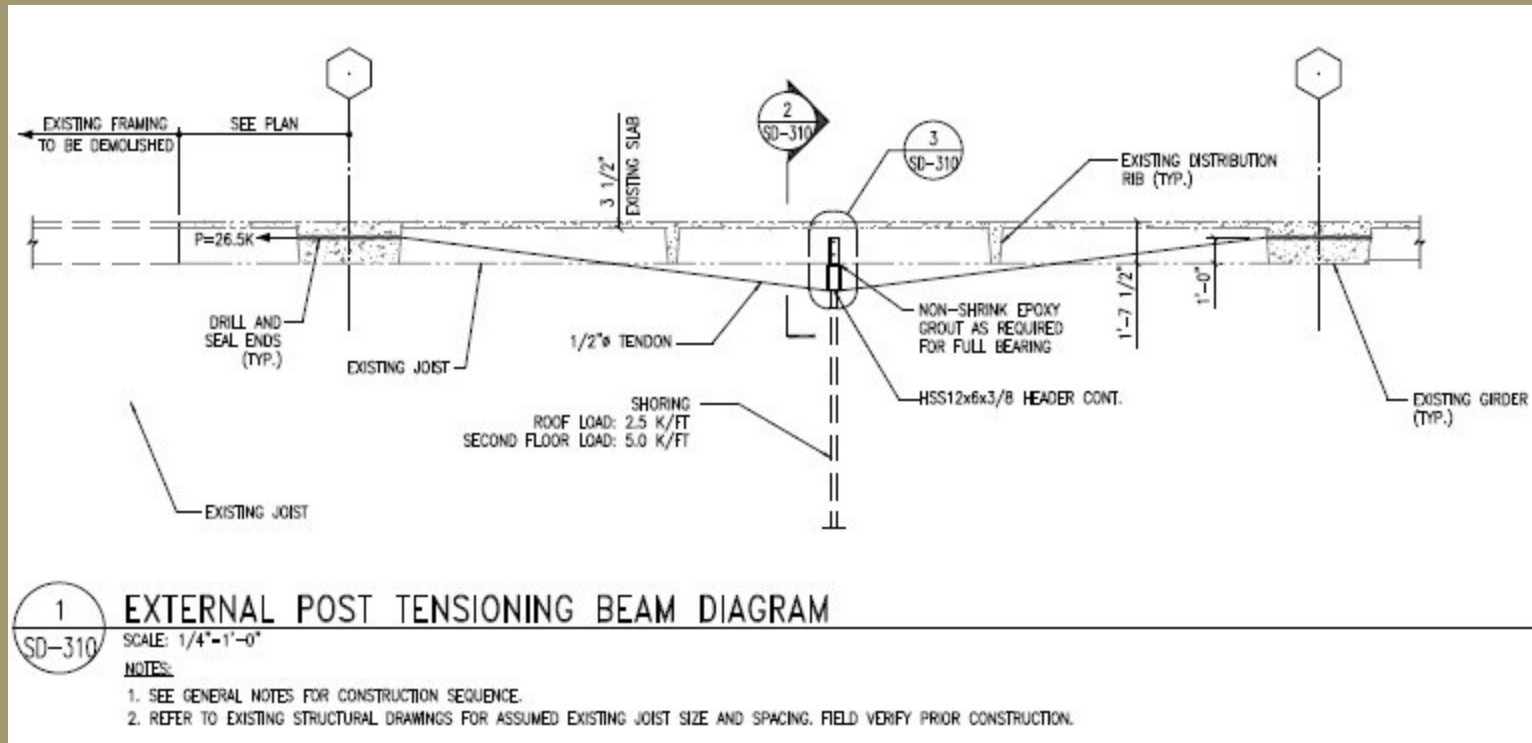 EXISTING FRAMING
TO BE DEMOLISHED
SEE PLAN
3 1/2"
EXISTING SLAB
2
SD-310
3
SD-310
EXISTING DISTRIBUTION
RIB (TYP.)
P=26.5K
DRILL AND
SEAL ENDS
(TYP.)
EXISTING JOIST
1/2"ø TENDON
NON-SHRINK EPOXY
GROUT AS REQUIRED
FOR FULL BEARING
1'-7 1/2"
1'-0"
HSS12x6x3/8 HEADER CONT.
EXISTING GIRDER
(TYP.)
SHORING
ROOF LOAD: 2.5 K/FT
SECOND FLOOR LOAD: 5.0 K/FT
EXISTING JOIST
1
SD-310
EXTERNAL POST TENSIONING BEAM DIAGRAM
SCALE: 1/4"=1'-0"
NOTES:
1. SEE GENERAL NOTES FOR CONSTRUCTION SEQUENCE.
2. REFER TO EXISTING STRUCTURAL DRAWINGS FOR ASSUMED EXISTING JOIST SIZE AND SPACING. FIELD VERIFY PRIOR CONSTRUCTION.